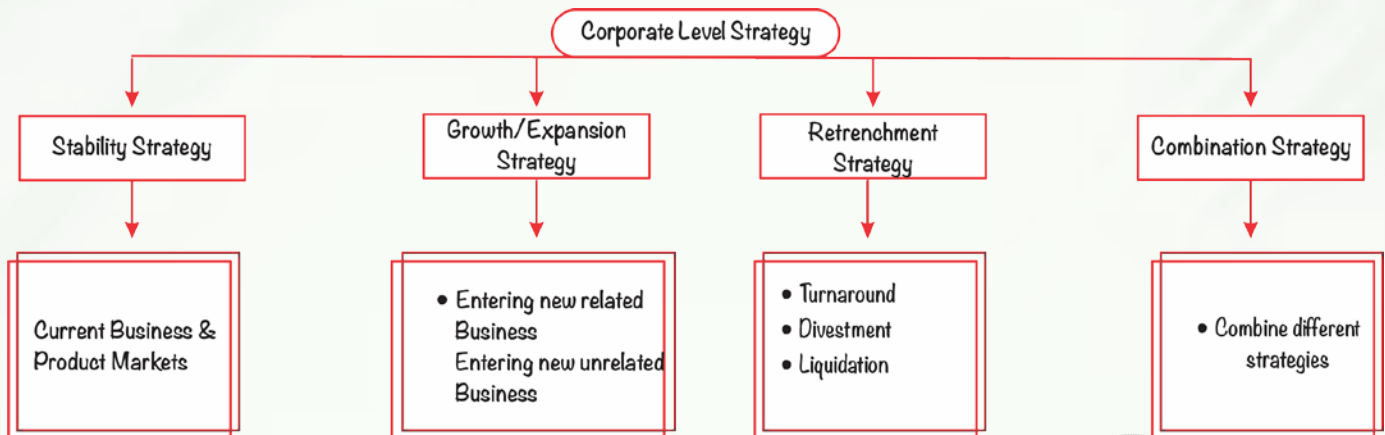 Corporate Level Strategy
Stability Strategy
Growth/Expansion
Strategy
Retrenchment
Strategy
Combination Strategy
Current Business &
Product Markets
• Entering new related
Business
Entering new unrelated
Business
• Turnaround
• Divestment
• Liquidation
• Combine different
strategies